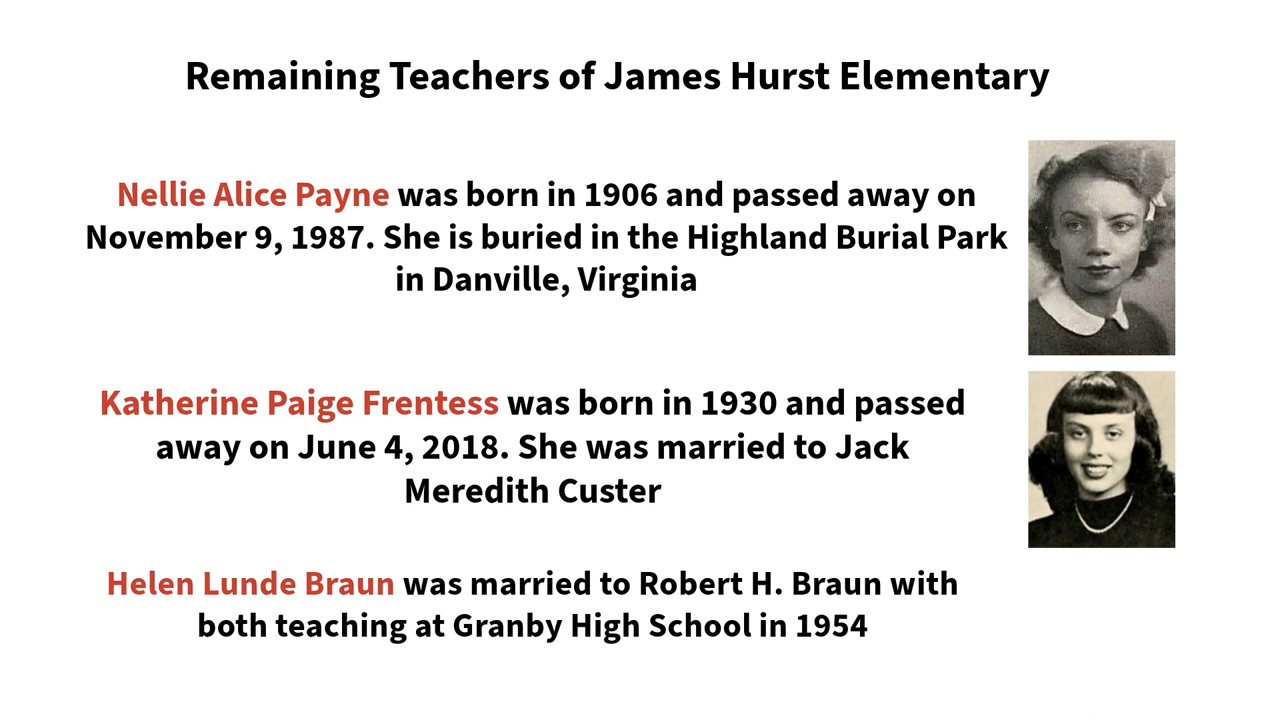 Remaining Teachers of James Hurst Elementary
Nellie Alice Payne was born in 1906 and passed away on
November 9, 1987. She is buried in the Highland Burial Park
in Danville, Virginia
Katherine Paige Frentess was born in 1930 and passed
away on June 4, 2018. She was married to Jack
Meredith Custer
Helen Lunde Braun was married to Robert H. Braun with
both teaching at Granby High School in 1954